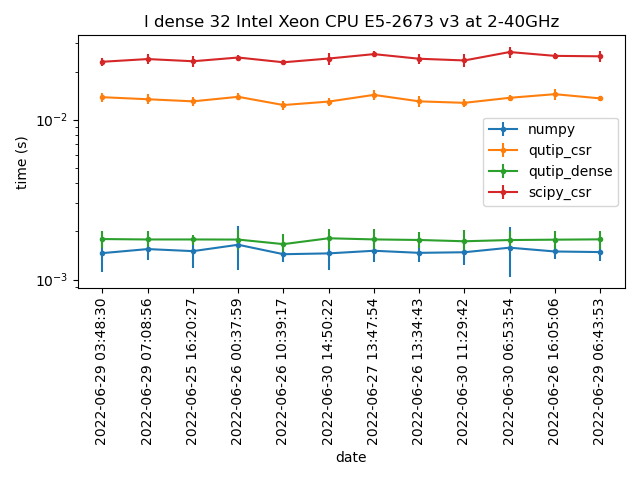 l dense 32 Intel Xeon CPU E5-2673 v3 at 2-40GHz
time (s)
10⁻²
10⁻³
numpy
qutip_csr
qutip_dense
scipy_csr
2022-06-29 03:48:30
2022-06-29 07:08:56
2022-06-25 16:20:27
2022-06-26 00:37:59
2022-06-26 10:39:17
2022-06-30 14:50:22
2022-06-27 13:47:54
2022-06-26 13:34:43
2022-06-30 11:29:42
2022-06-30 06:53:54
2022-06-26 16:05:06
2022-06-29 06:43:53
date